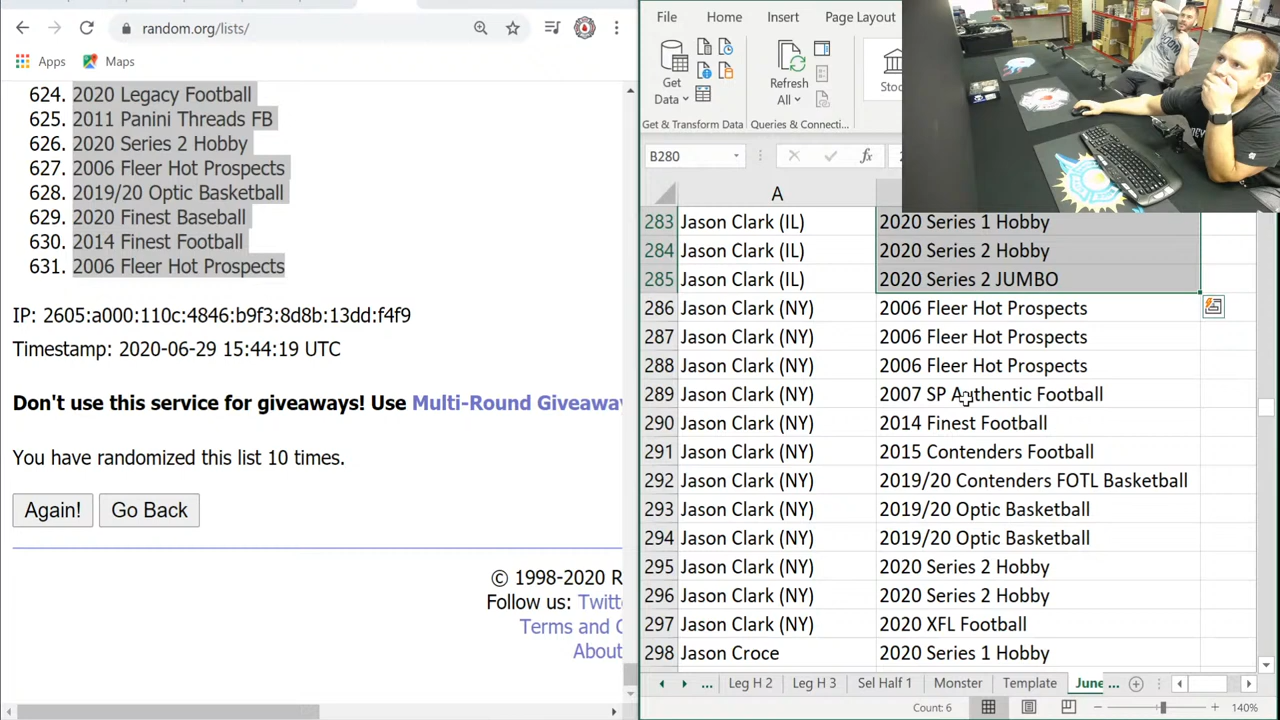 random.org/lists/
Apps
Maps
624. 2020 Legacy Football
625. 2011 Panini Threads FB
626. 2020 Series 2 Hobby
627. 2006 Fleer Hot Prospects
628. 2019/20 Optic Basketball
629. 2020 Finest Baseball
630. 2014 Finest Football
631. 2006 Fleer Hot Prospects
IP: 2605:a000:110c:4846:b9f3:8d8b:13dd:f4f9
Timestamp: 2020-06-29 15:44:19 UTC
Don't use this service for giveaways! Use Multi-Round Giveaway
You have randomized this list 10 times.
Again! Go Back
© 1998-2020 R
Follow us: Twitt
Terms and C
About
File Home Insert Page Layout
Get Data
Refresh All
Stoc
Get & Transform Data Queries & Connecti...
B280 fx
A
283 Jason Clark (IL) 2020 Series 1 Hobby
284 Jason Clark (IL) 2020 Series 2 Hobby
285 Jason Clark (IL) 2020 Series 2 JUMBO
286 Jason Clark (NY) 2006 Fleer Hot Prospects
287 Jason Clark (NY) 2006 Fleer Hot Prospects
288 Jason Clark (NY) 2006 Fleer Hot Prospects
289 Jason Clark (NY) 2007 SP Authentic Football
290 Jason Clark (NY) 2014 Finest Football
291 Jason Clark (NY) 2015 Contenders Football
292 Jason Clark (NY) 2019/20 Contenders FOTL Basketball
293 Jason Clark (NY) 2019/20 Optic Basketball
294 Jason Clark (NY) 2019/20 Optic Basketball
295 Jason Clark (NY) 2020 Series 2 Hobby
296 Jason Clark (NY) 2020 Series 2 Hobby
297 Jason Clark (NY) 2020 XFL Football
298 Jason Croce 2020 Series 1 Hobby
... Leg H 2 Leg H 3 Sel Half 1 Monster Template June ...
Count: 6 140%